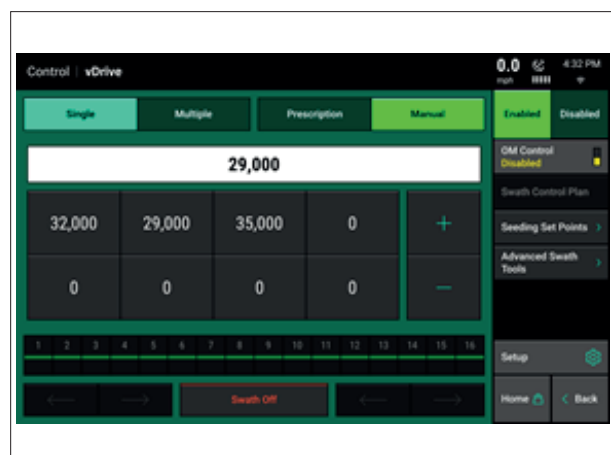 Control | vDrive
0.0 4:32 PM
mph
Single Multiple Prescription Manual
Enabled Disabled
29,000
OM Control
Disabled
Swath Control Plan
32,000 29,000 35,000 0 +
Seeding Set Points >
Advanced Swath
Tools >
0 0 0 0 −
1 2 3 4 5 6 7 8 9 10 11 12 13 14 15 16
Setup
Swath Off
Home < Back